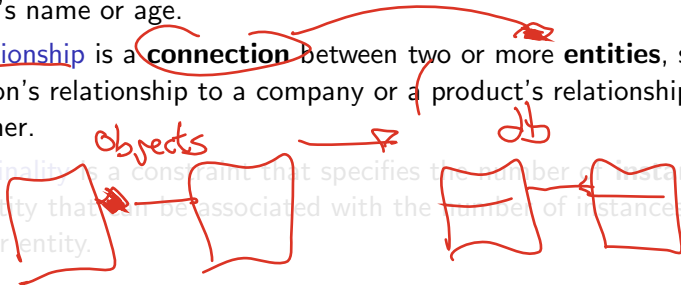 's name or age.
ionship is a connection between two or more entities, s
on's relationship to a company or a product's relationship
ner.
objects db
inality is a constraint that specifies the number of insta
tity that can be associated with the number of instances
r entity.